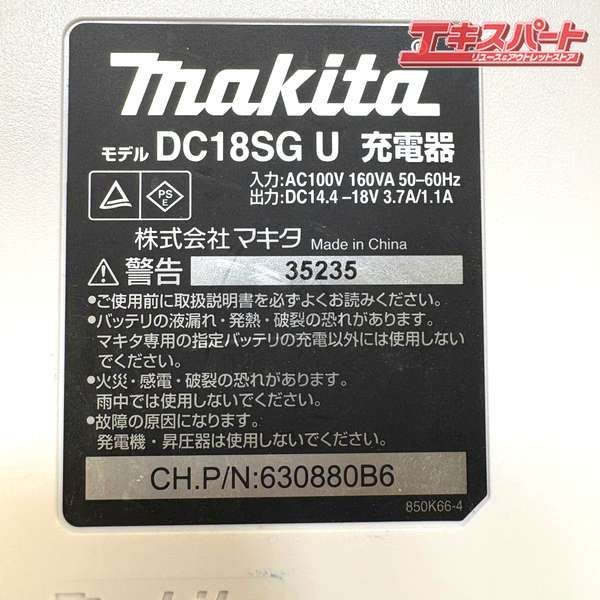 エキスパート
リユース&アウトレットストア
makita
モデル DC18SG U 充電器
入力:AC100V 160VA 50–60Hz
出力:DC14.4 –18V 3.7A/1.1A
PS
E
株式会社マキタ Made in China
警告 35235
●ご使用前に取扱説明書を必ずよくお読みください。
●バッテリの液漏れ・発熱・破裂の恐れがあります。
マキタ専用の指定バッテリの充電以外には使用しない
でください。
●火災・感電・破裂の恐れがあります。
雨中では使用しないでください。
●故障の原因になります。
発電機・昇圧器は使用しないでください。
CH.P/N:630880B6
850K66-4